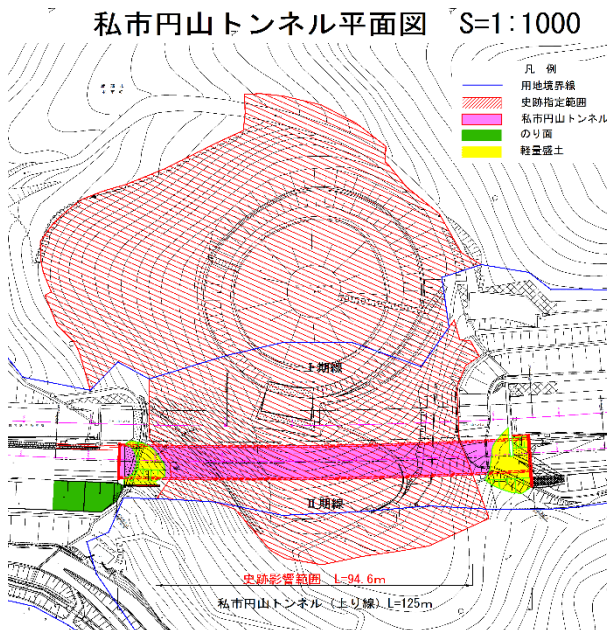 私市円山トンネル平面図 S=1:1000
凡 例
用地境界線
史跡指定範囲
私市円山トンネル
のり面
軽量盛土
Ⅰ期線
Ⅱ期線
史跡影響範囲 L=94.6m
私市円山トンネル(上り線) L=125m